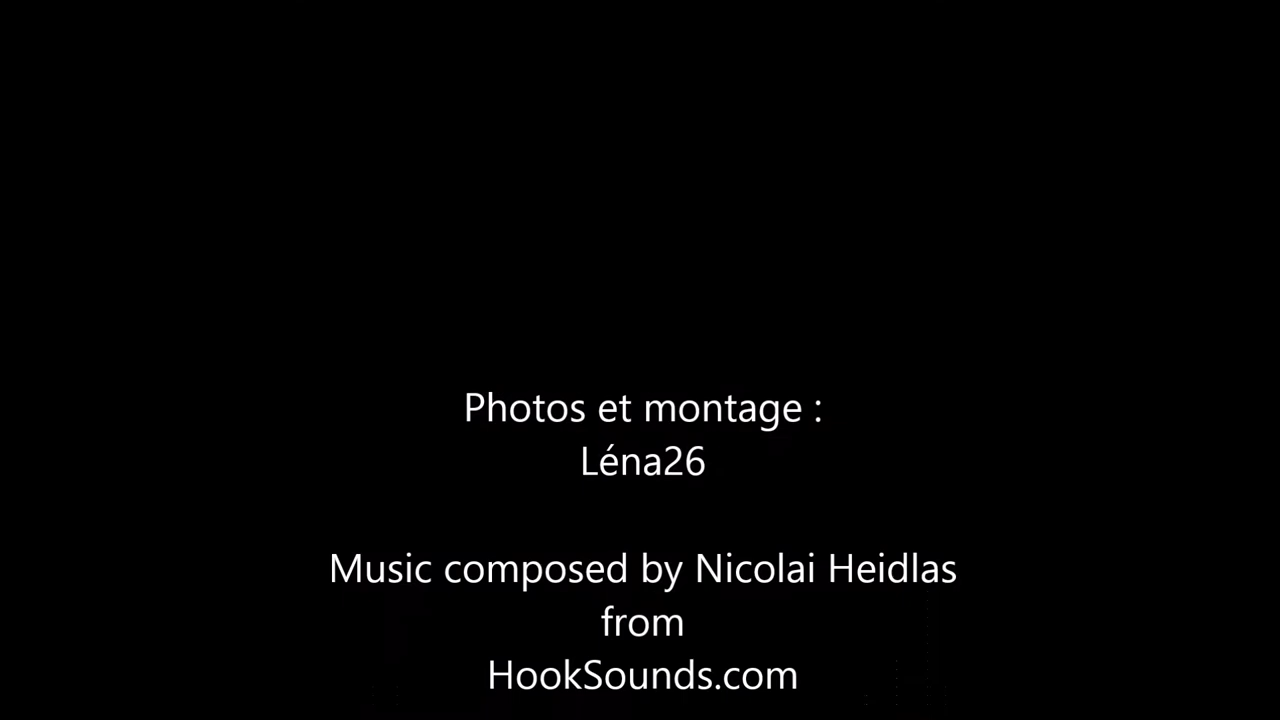 Photos et montage :
Léna26
Music composed by Nicolai Heidlas
from
HookSounds.com